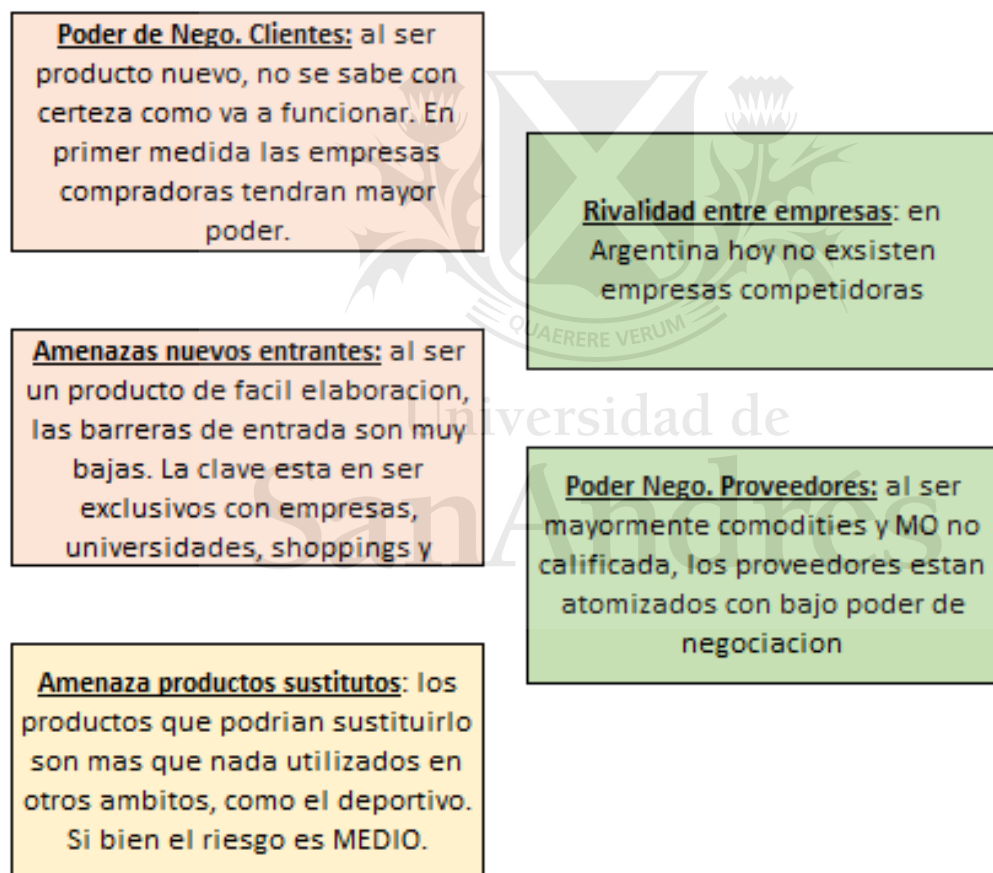 Poder de Nego. Clientes: al ser
producto nuevo, no se sabe con
certeza como va a funcionar. En
primer medida las empresas
compradoras tendran mayor
poder.
Amenazas nuevos entrantes: al ser
un producto de facil elaboracion,
las barreras de entrada son muy
bajas. La clave esta en ser
exclusivos con empresas,
universidades, shoppings y
Amenaza productos sustitutos: los
productos que podrian sustituirlo
son mas que nada utilizados en
otros ambitos, como el deportivo.
Si bien el riesgo es MEDIO.
Rivalidad entre empresas: en
Argentina hoy no exsisten
empresas competidoras
Poder Nego. Proveedores: al ser
mayormente comodities y MO no
calificada, los proveedores estan
atomizados con bajo poder de
negociacion
QUAERERE VERUM
Universidad de
SanAndrés